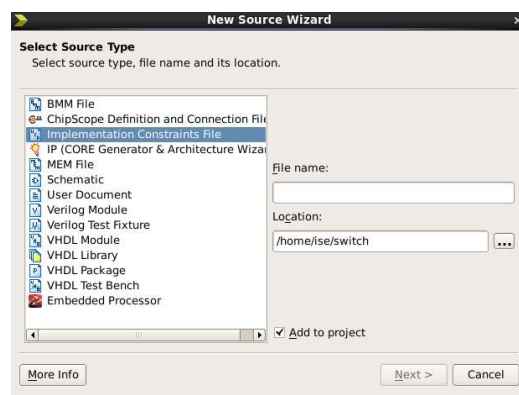 New Source Wizard
Select Source Type
Select source type, file name and its location.
BMM File
ChipScope Definition and Connection File
Implementation Constraints File
IP (CORE Generator & Architecture Wizar
MEM File
Schematic
User Document
Verilog Module
Verilog Test Fixture
VHDL Module
VHDL Library
VHDL Package
VHDL Test Bench
Embedded Processor
File name:
Location:
/home/ise/switch
...
Add to project
More Info
Next >
Cancel